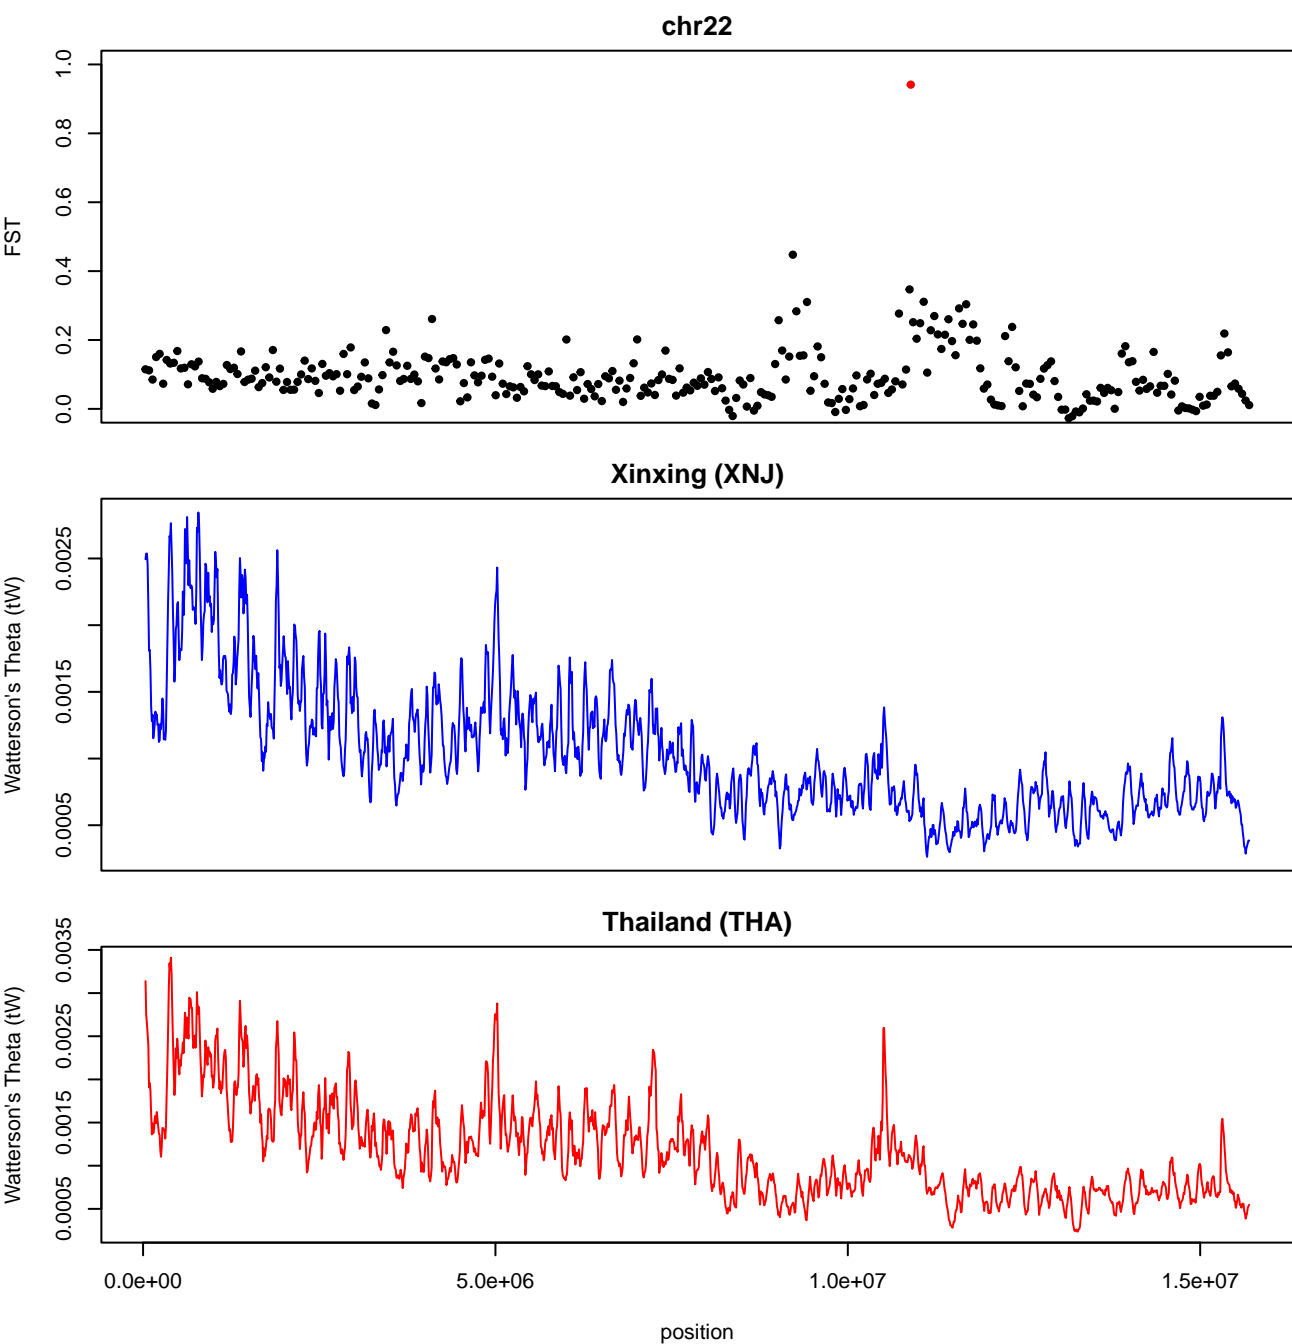 chr22
FST
1.0
0.8
0.6
0.4
0.2
0.0
Xinxing (XNJ)
Watterson's Theta (tW)
0.0025
0.0015
0.0005
Thailand (THA)
Watterson's Theta (tW)
0.0035
0.0025
0.0015
0.0005
0.0e+00 5.0e+06 1.0e+07 1.5e+07
position